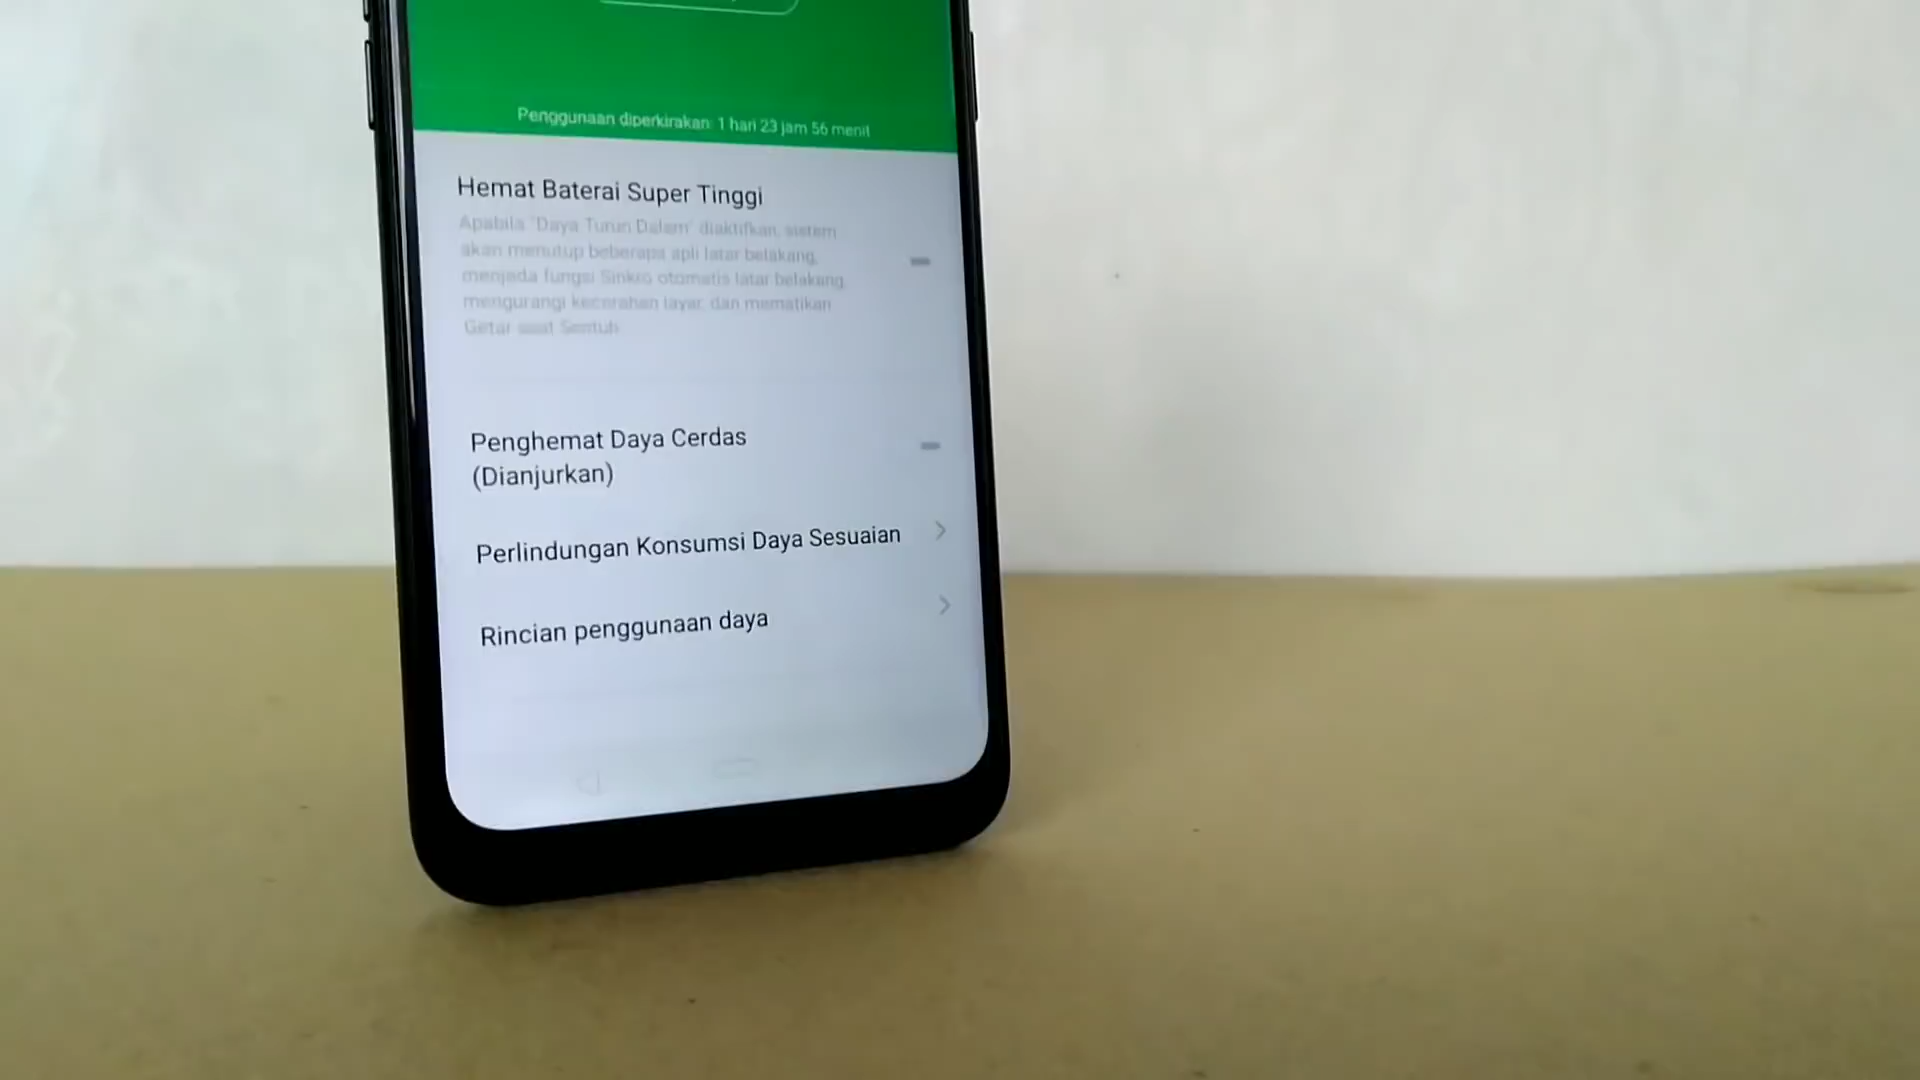 Penggunaan diperkirakan: 1 hari 23 jam 56 menit
Hemat Baterai Super Tinggi
Apabila "Daya Turun Dalam" diaktifkan, sistem
akan menutup beberapa apli latar belakang,
menjeda fungsi Sinkro otomatis latar belakang,
mengurangi kecerahan layar, dan mematikan
Getar saat Sentuh
Penghemat Daya Cerdas
(Dianjurkan)
Perlindungan Konsumsi Daya Sesuaian
Rincian penggunaan daya